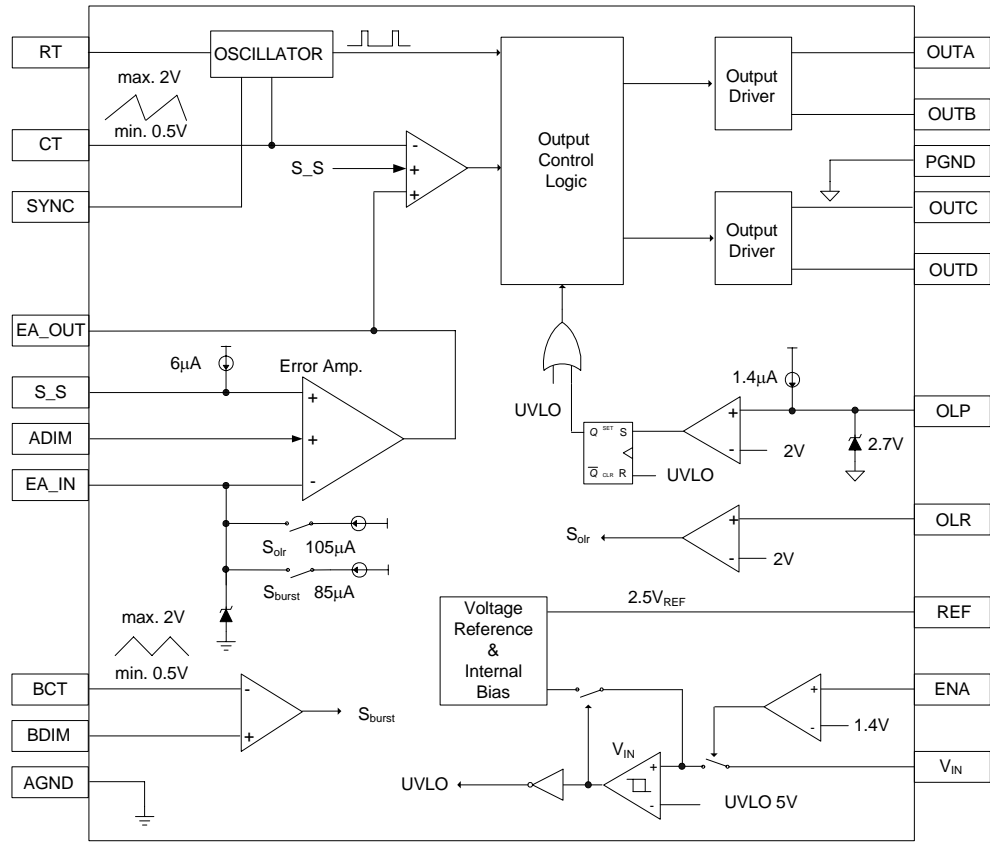 RT
max. 2V
min. 0.5V
CT
SYNC
EA_OUT
S_S
ADIM
EA_IN
BCT
BDIM
AGND
OSCILLATOR
S_S
-
+
+
Output
Control
Logic
Output
Driver
Output
Driver
OUTA
OUTB
PGND
OUTC
OUTD
6μA
Error Amp.
+
+
-
Solr 105μA
Sburst 85μA
UVLO
Q SET S
Q̅ CLR R
UVLO
1.4μA
+
-
2V
2.7V
OLP
Solr
+
-
2V
OLR
max. 2V
min. 0.5V
-
+
Sburst
Voltage
Reference
&
Internal
Bias
2.5VREF
REF
ENA
+
-
1.4V
VIN
VIN
+
-
UVLO 5V
UVLO